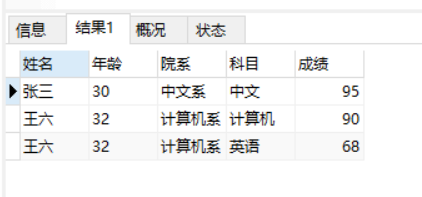 信息 结果1 概况 状态
姓名 年龄 院系 科目 成绩
张三 30 中文系 中文 95
王六 32 计算机系 计算机 90
王六 32 计算机系 英语 68